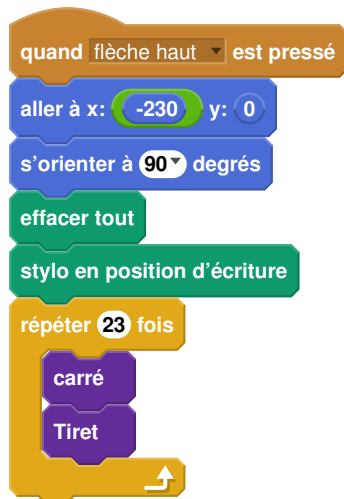 quand flèche haut est pressé
aller à x: -230 y: 0
s'orienter à 90 degrés
effacer tout
stylo en position d'écriture
répéter 23 fois
carré
Tiret